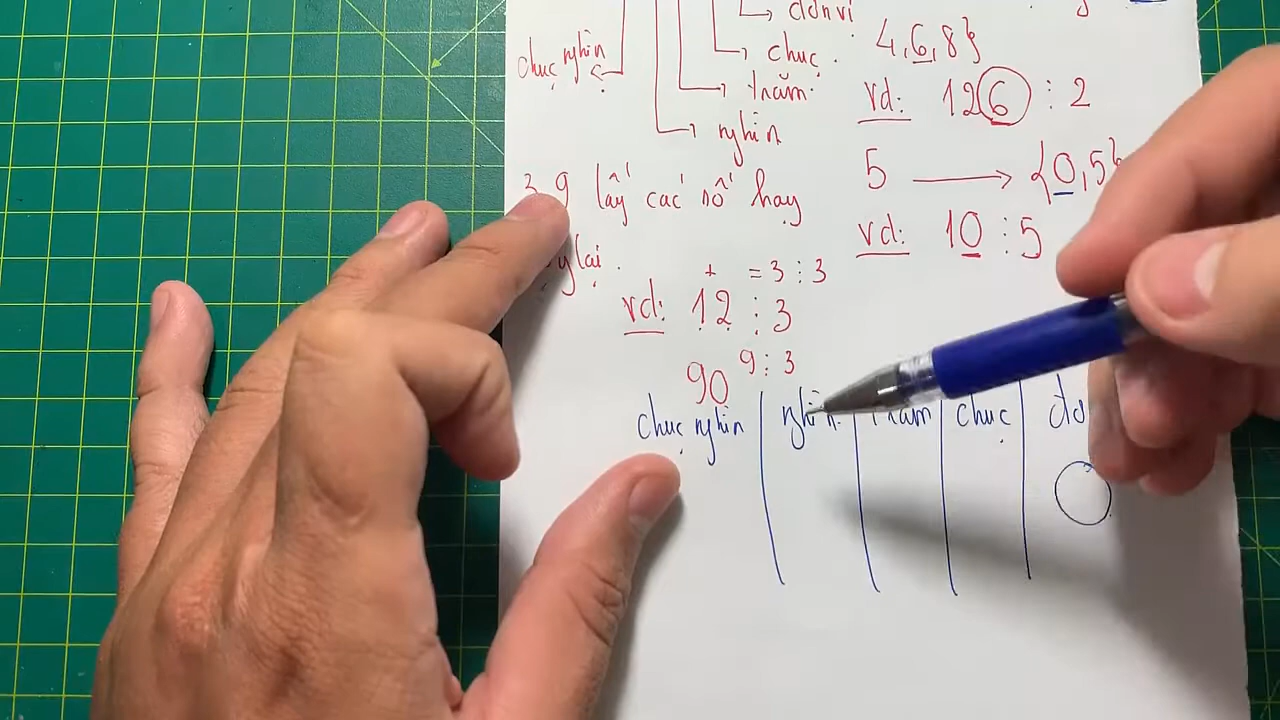 đơn vị
chục
trăm
nghìn
chục nghìn
3 9 lấy các số hay
lại.
vd: 12 ⋮ 3
+ = 3 ⋮ 3
90 9 ⋮ 3
4, 6, 8}
vd: 126 ⋮ 2
5 → {0, 5}
vd: 10 ⋮ 5
chục nghìn nghìn trăm chục